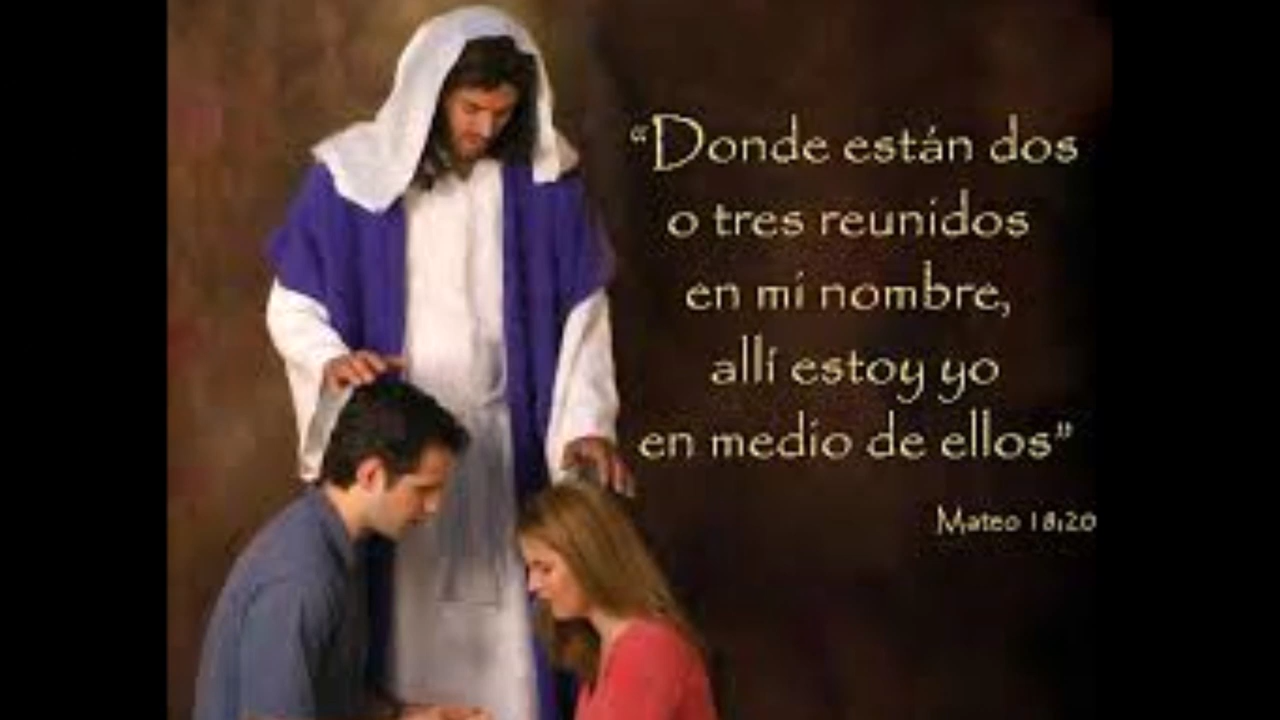 “Donde están dos
o tres reunidos
en mi nombre,
allí estoy yo
en medio de ellos”
Mateo 18:20